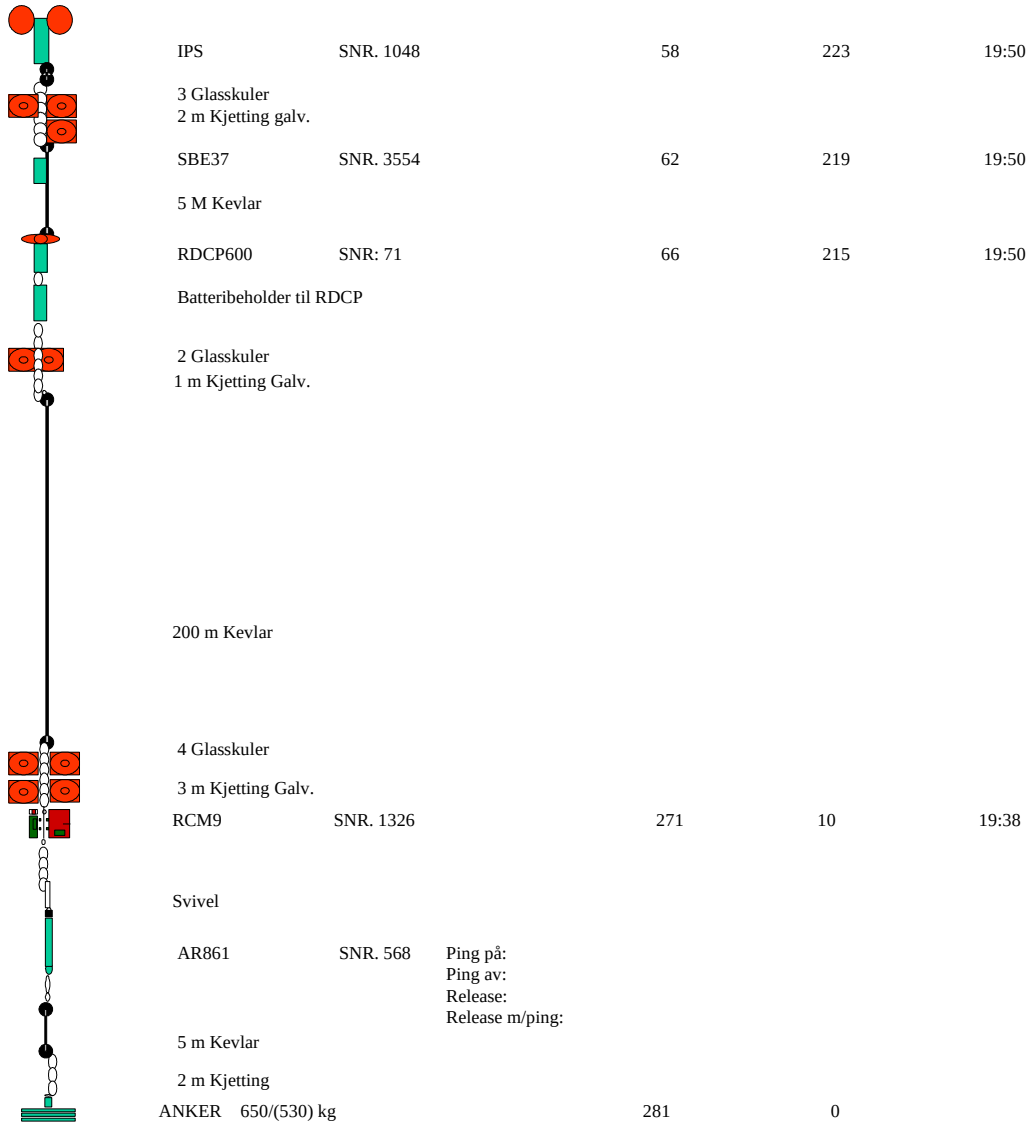 IPS SNR. 1048 58 223 19:50
3 Glasskuler
2 m Kjetting galv.
SBE37 SNR. 3554 62 219 19:50
5 M Kevlar
RDCP600 SNR: 71 66 215 19:50
Batteribeholder til RDCP
2 Glasskuler
1 m Kjetting Galv.
200 m Kevlar
4 Glasskuler
3 m Kjetting Galv.
RCM9 SNR. 1326 271 10 19:38
Svivel
AR861 SNR. 568 Ping på:
Ping av:
Release:
Release m/ping:
5 m Kevlar
2 m Kjetting
ANKER 650/(530) kg 281 0